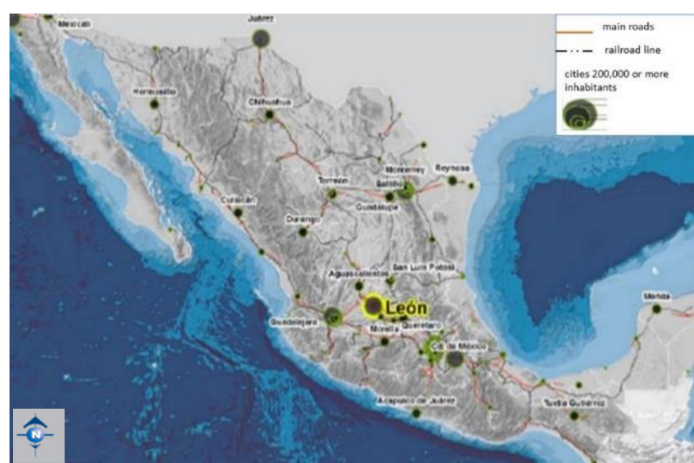 Juárez
Mexicali
main roads
railroad line
cities 200,000 or more
inhabitants
Hermosillo
Chihuahua
Monterrey
Reynosa
Torreón
Saltillo
Guadalupe
Culiacán
Durango
San Luis Potosí
Aguascalientes
León
Mérida
Guadalajara
Querétaro
Morelia
Cd. de México
Acapulco de Juárez
Tuxtla Gutiérrez
N